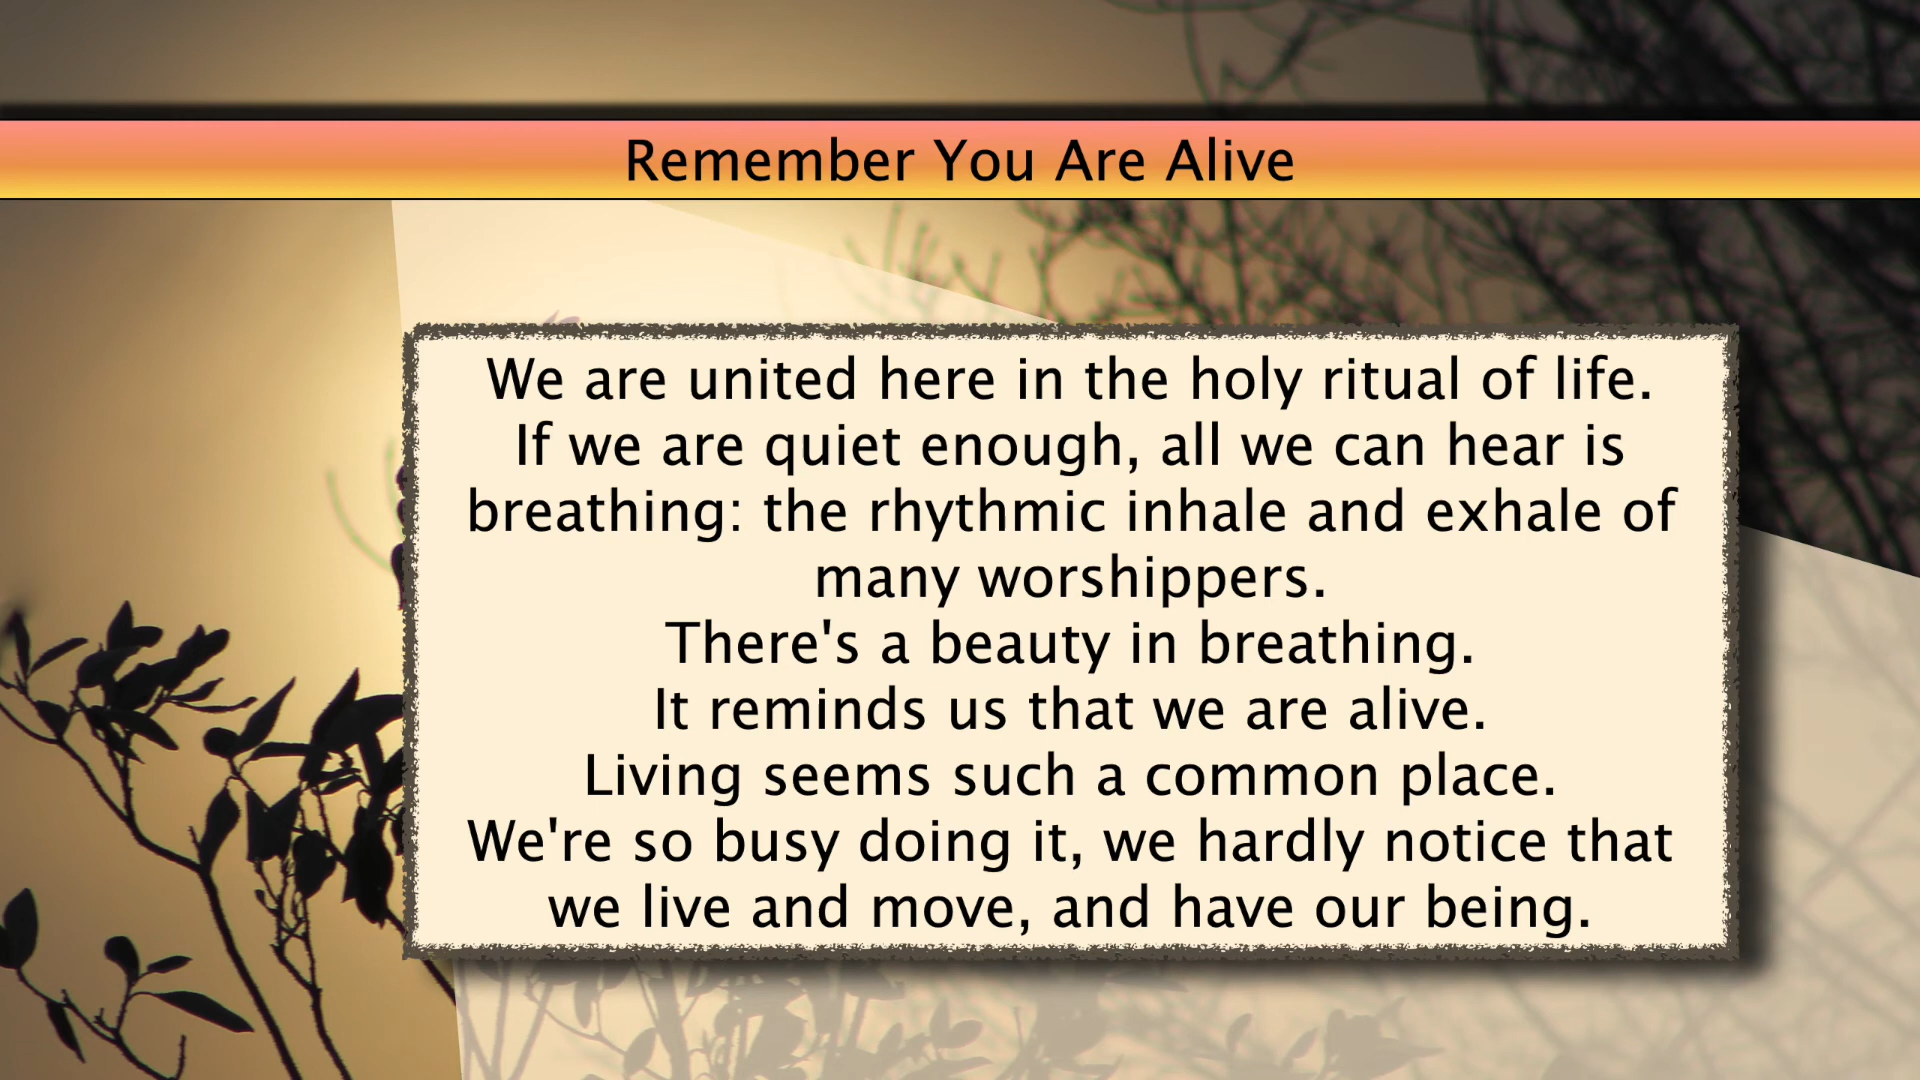 Remember You Are Alive
We are united here in the holy ritual of life.
If we are quiet enough, all we can hear is
breathing: the rhythmic inhale and exhale of
many worshippers.
There's a beauty in breathing.
It reminds us that we are alive.
Living seems such a common place.
We're so busy doing it, we hardly notice that
we live and move, and have our being.